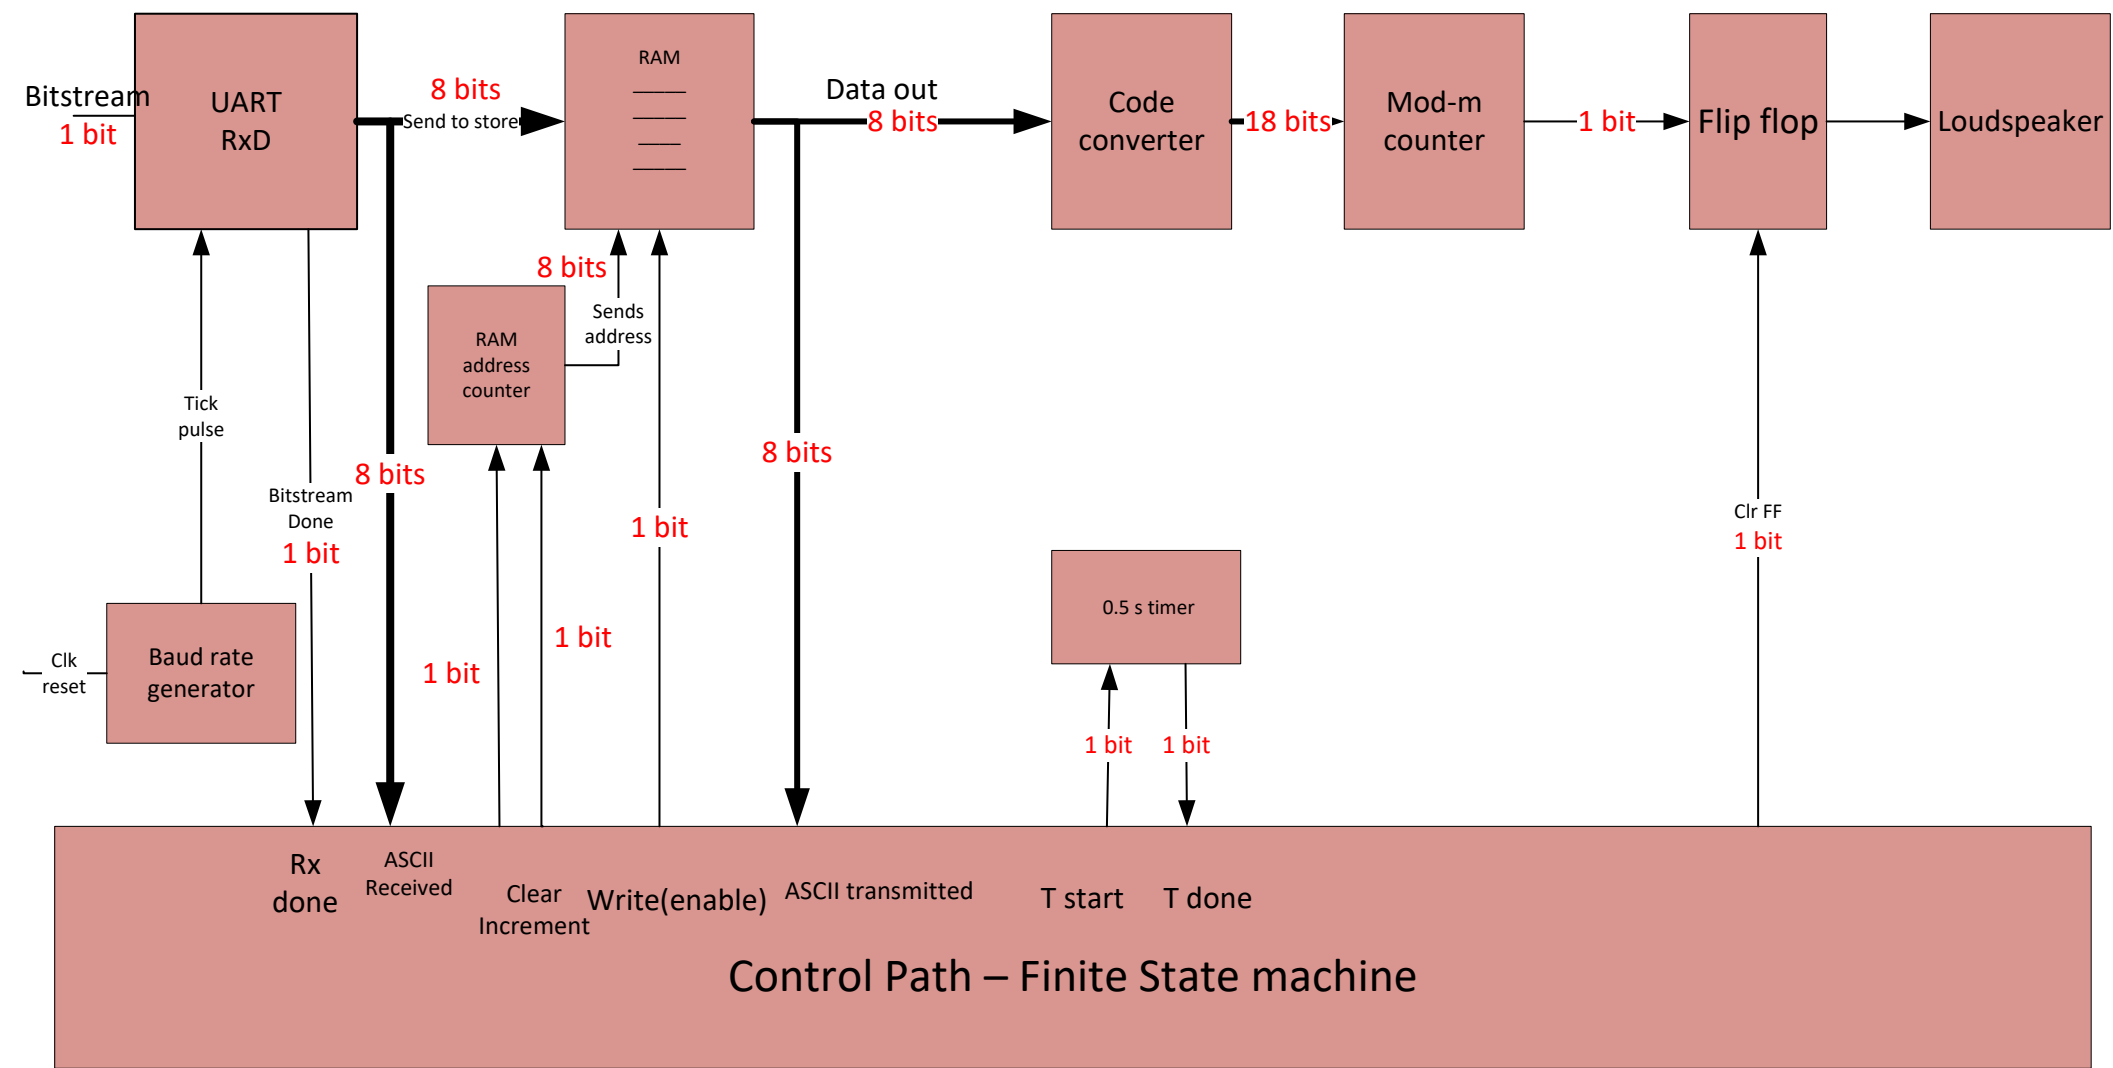 Bitstream
1 bit
UART
RxD
8 bits
Send to store
RAM
Data out
8 bits
Code
converter
18 bits
Mod-m
counter
1 bit
Flip flop
Loudspeaker
8 bits
Sends
address
RAM
address
counter
Tick
pulse
Bitstream
Done
1 bit
8 bits
8 bits
1 bit
1 bit
1 bit
Clk
reset
Baud rate
generator
0.5 s timer
1 bit
1 bit
Clr FF
1 bit
Rx
done
ASCII
Received
Clear
Increment
Write(enable)
ASCII transmitted
T start
T done
Control Path – Finite State machine